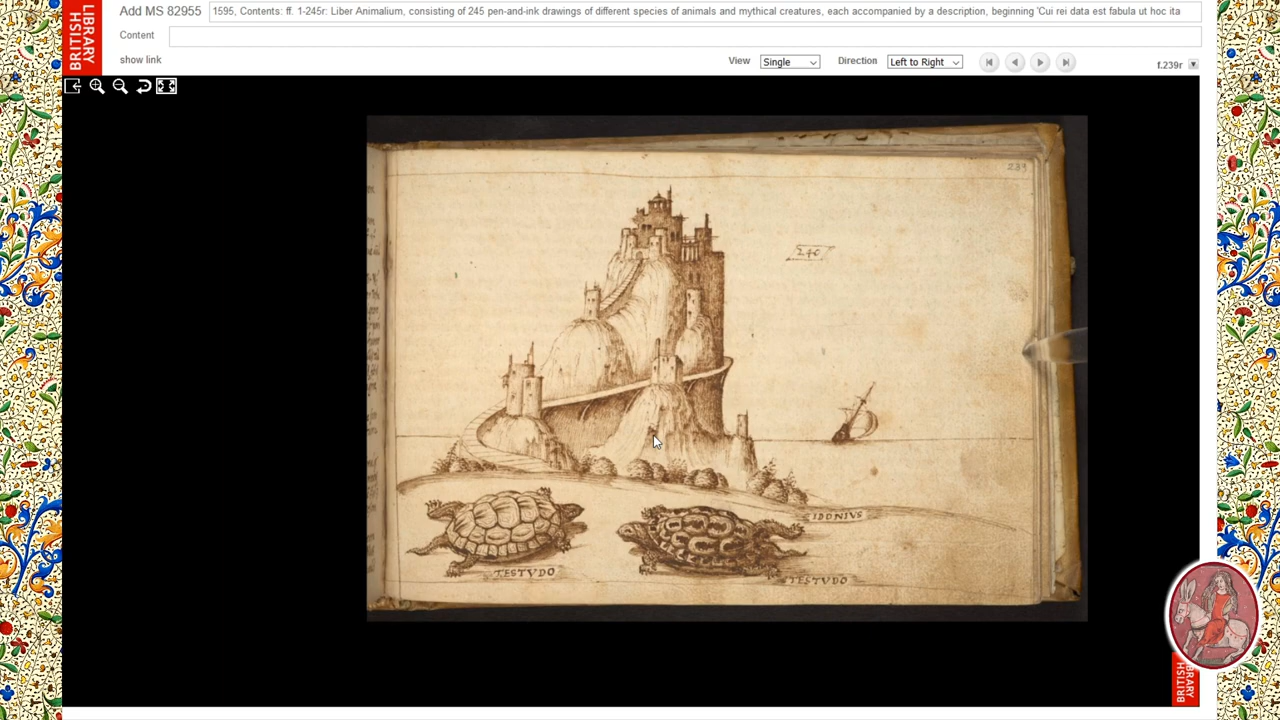 BRITISH
LIBRARY
Add MS 82955
1595, Contents: ff. 1-245r: Liber Animalium, consisting of 245 pen-and-ink drawings of different species of animals and mythical creatures, each accompanied by a description, beginning 'Cui rei data est fabula ut hoc ita
Content
show link
View
Single
Direction
Left to Right
f.239r
239
240
IDONIVS
TESTVDO
TESTVDO
BRITISH